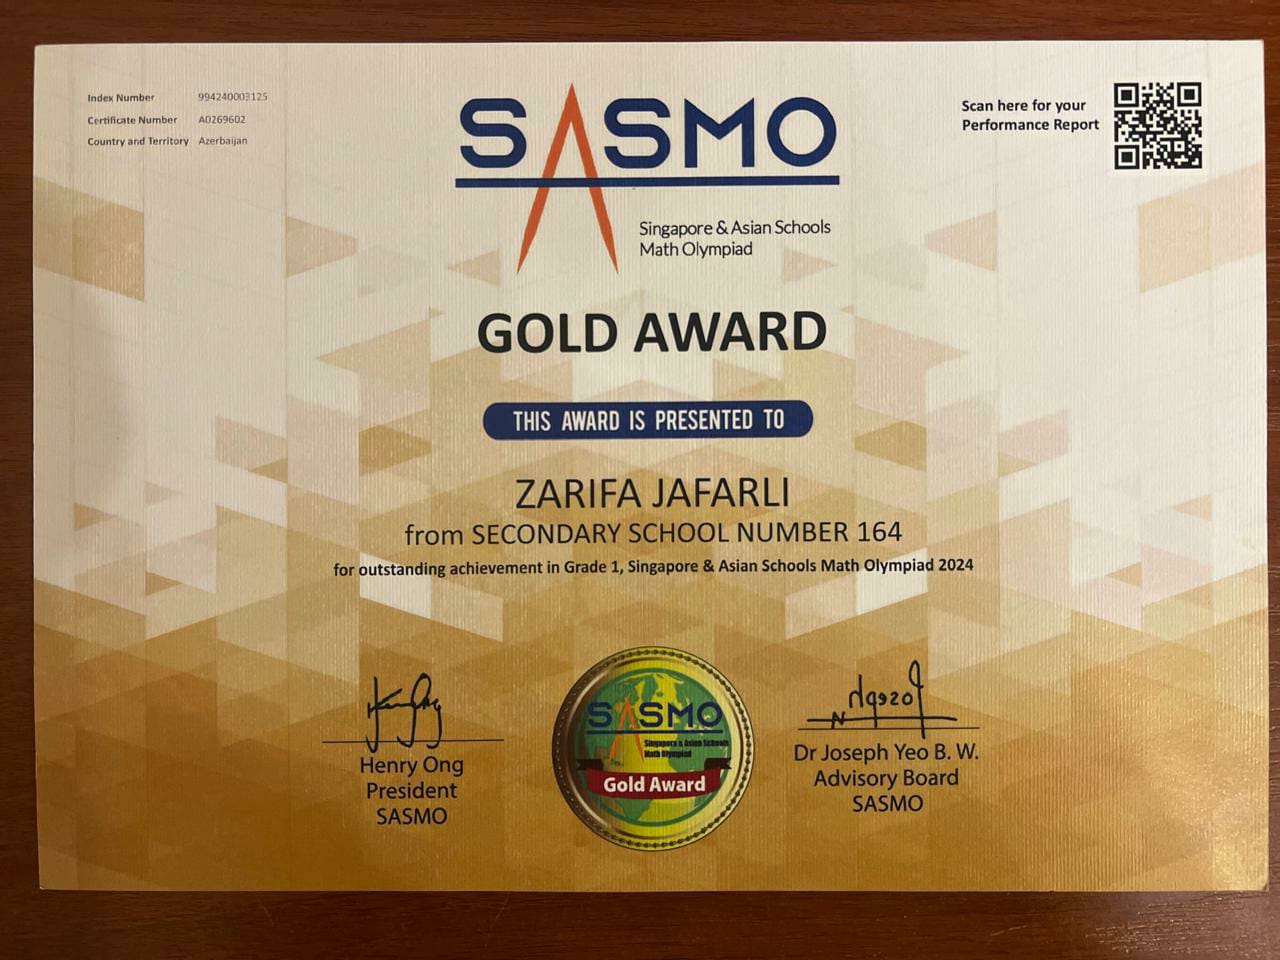 Index Number 994240003125
Certificate Number A0269602
Country and Territory Azerbaijan
SASMO
Singapore & Asian Schools
Math Olympiad
Scan here for your
Performance Report
GOLD AWARD
THIS AWARD IS PRESENTED TO
ZARIFA JAFARLI
from SECONDARY SCHOOL NUMBER 164
for outstanding achievement in Grade 1, Singapore & Asian Schools Math Olympiad 2024
Henry Ong
President
SASMO
SASMO
Singapore & Asian Schools
Math Olympiad
Gold Award
Dr Joseph Yeo B. W.
Advisory Board
SASMO